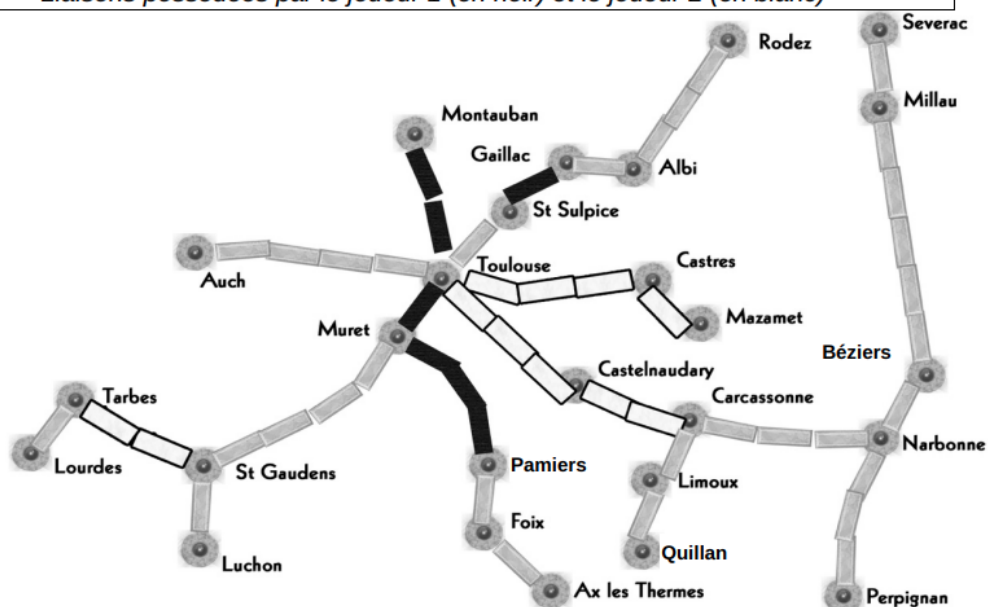 Liaisons possédées par le joueur 1 (en noir) et le joueur 2 (en blanc)
Severac
Rodez
Millau
Montauban
Gaillac
Albi
St Sulpice
Toulouse
Castres
Auch
Mazamet
Muret
Béziers
Castelnaudary
Tarbes
Carcassonne
Narbonne
Lourdes
St Gaudens
Pamiers
Limoux
Foix
Quillan
Luchon
Ax les Thermes
Perpignan